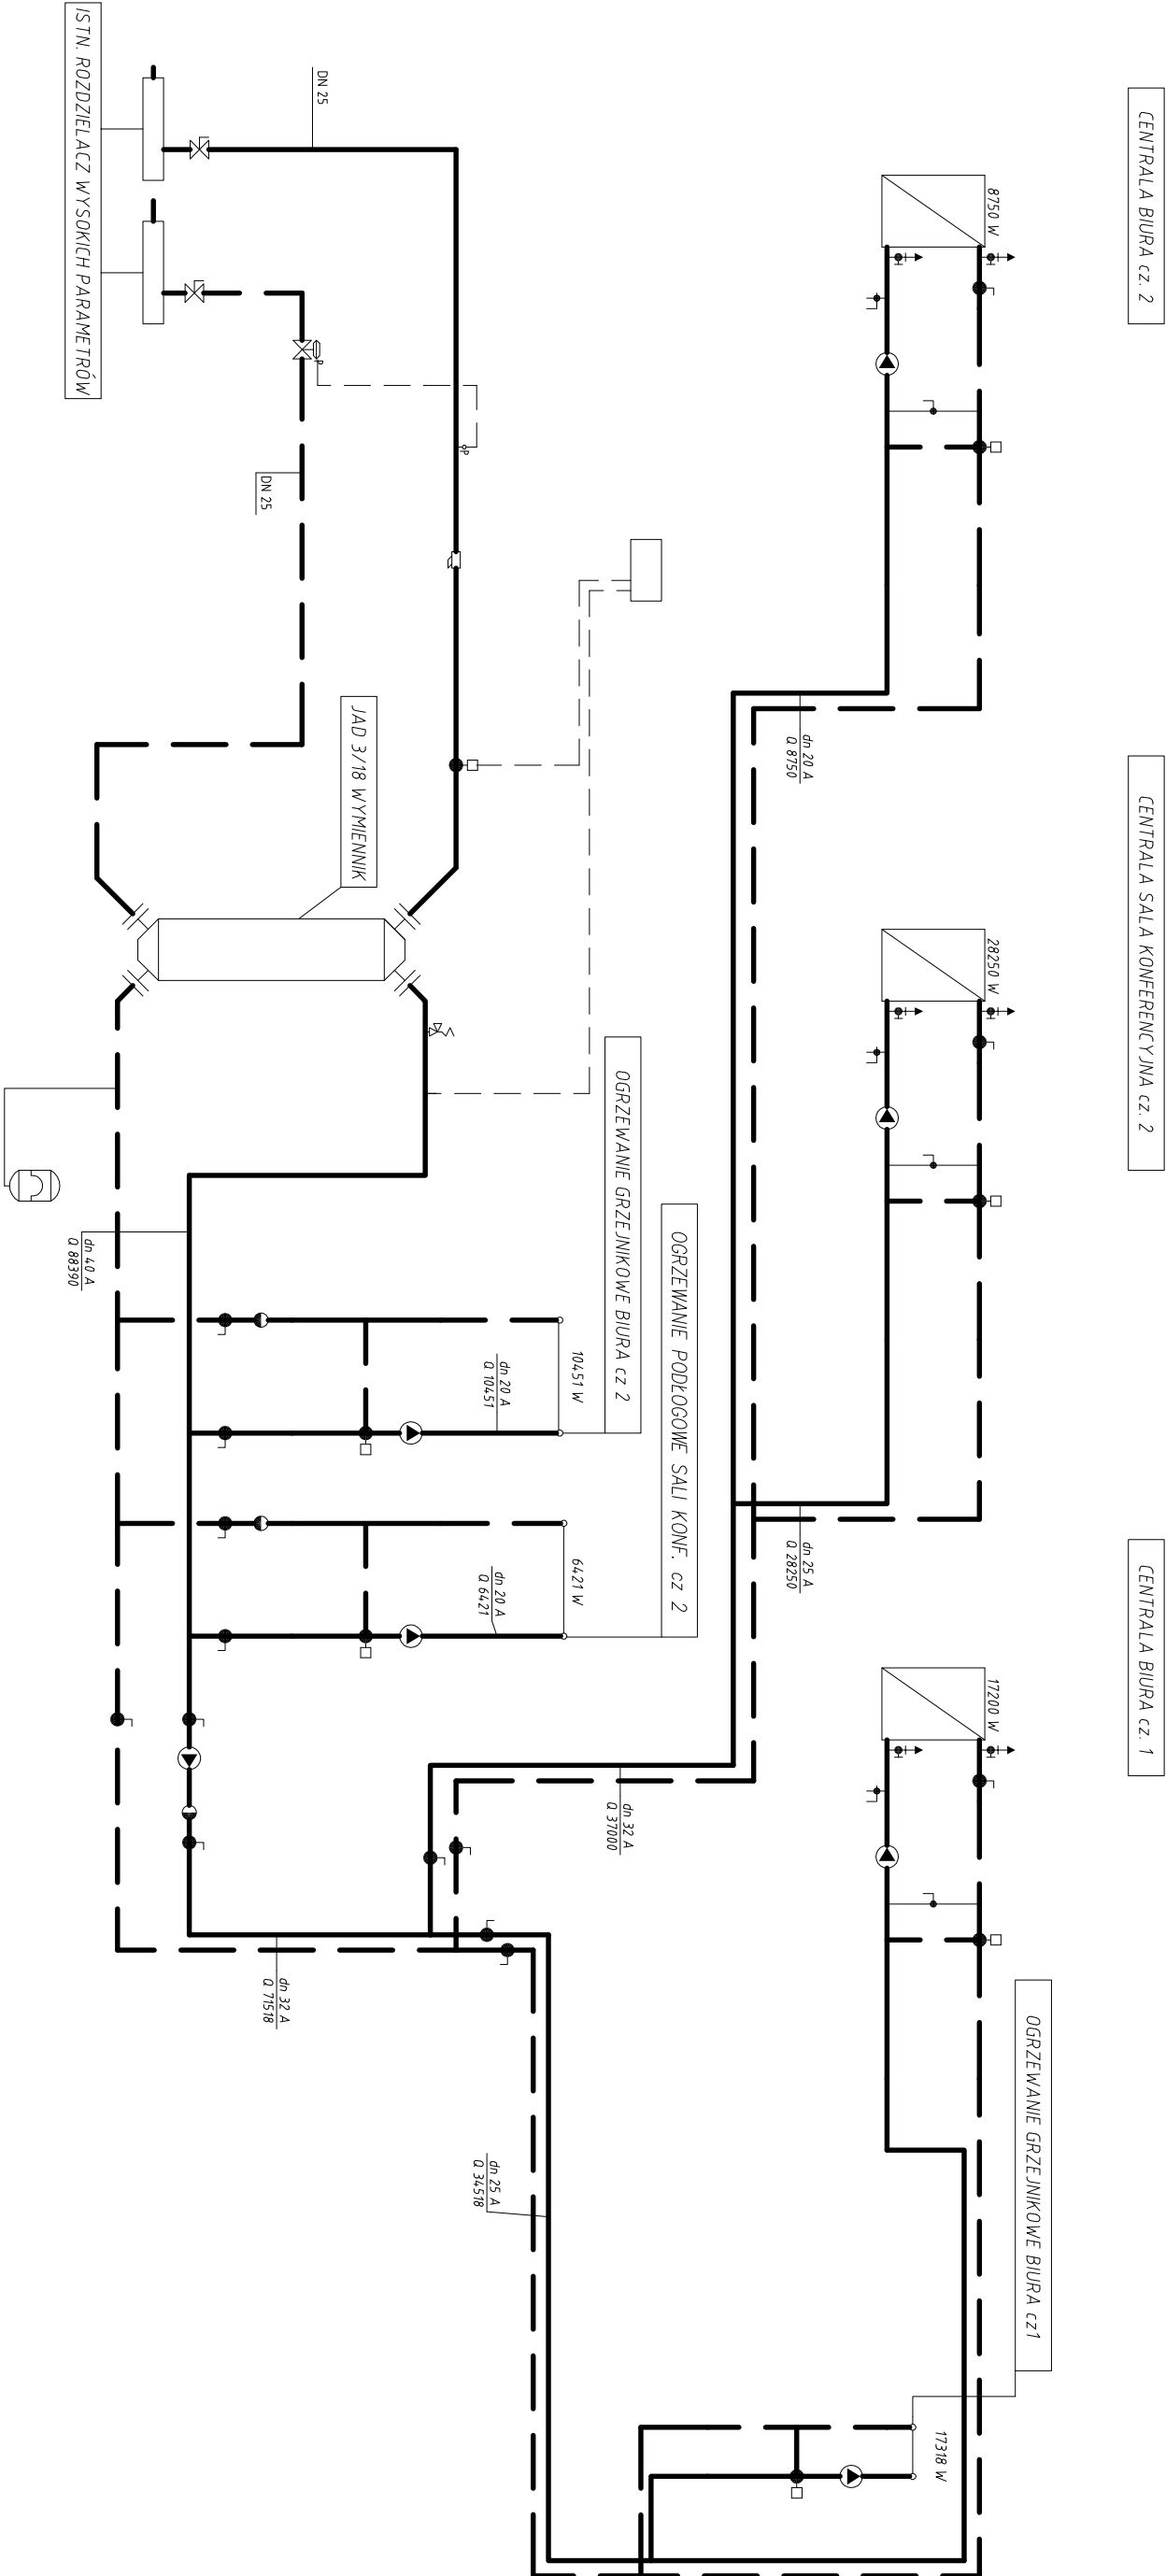 CENTRALA BIURA cz. 2
CENTRALA SALA KONFERENCYJNA cz. 2
CENTRALA BIURA cz. 1
8750 W
28250 W
17200 W
OGRZEWANIE GRZEJNIKOWE BIURA cz1
17318 W
dn 20 A
Q 8750
dn 25 A
Q 28250
OGRZEWANIE PODŁOGOWE SALI KONF. cz 2
OGRZEWANIE GRZEJNIKOWE BIURA cz 2
dn 32 A
Q 37000
10451 W
6421 W
dn 20 A
Q 10451
dn 20 A
Q 6421
dn 25 A
Q 34518
P
DN 25
P
JAD 3/18 WYMIENNIK
DN 25
dn 32 A
Q 71518
dn 40 A
Q 88390
ISTN. ROZDZIELACZ WYSOKICH PARAMETRÓW